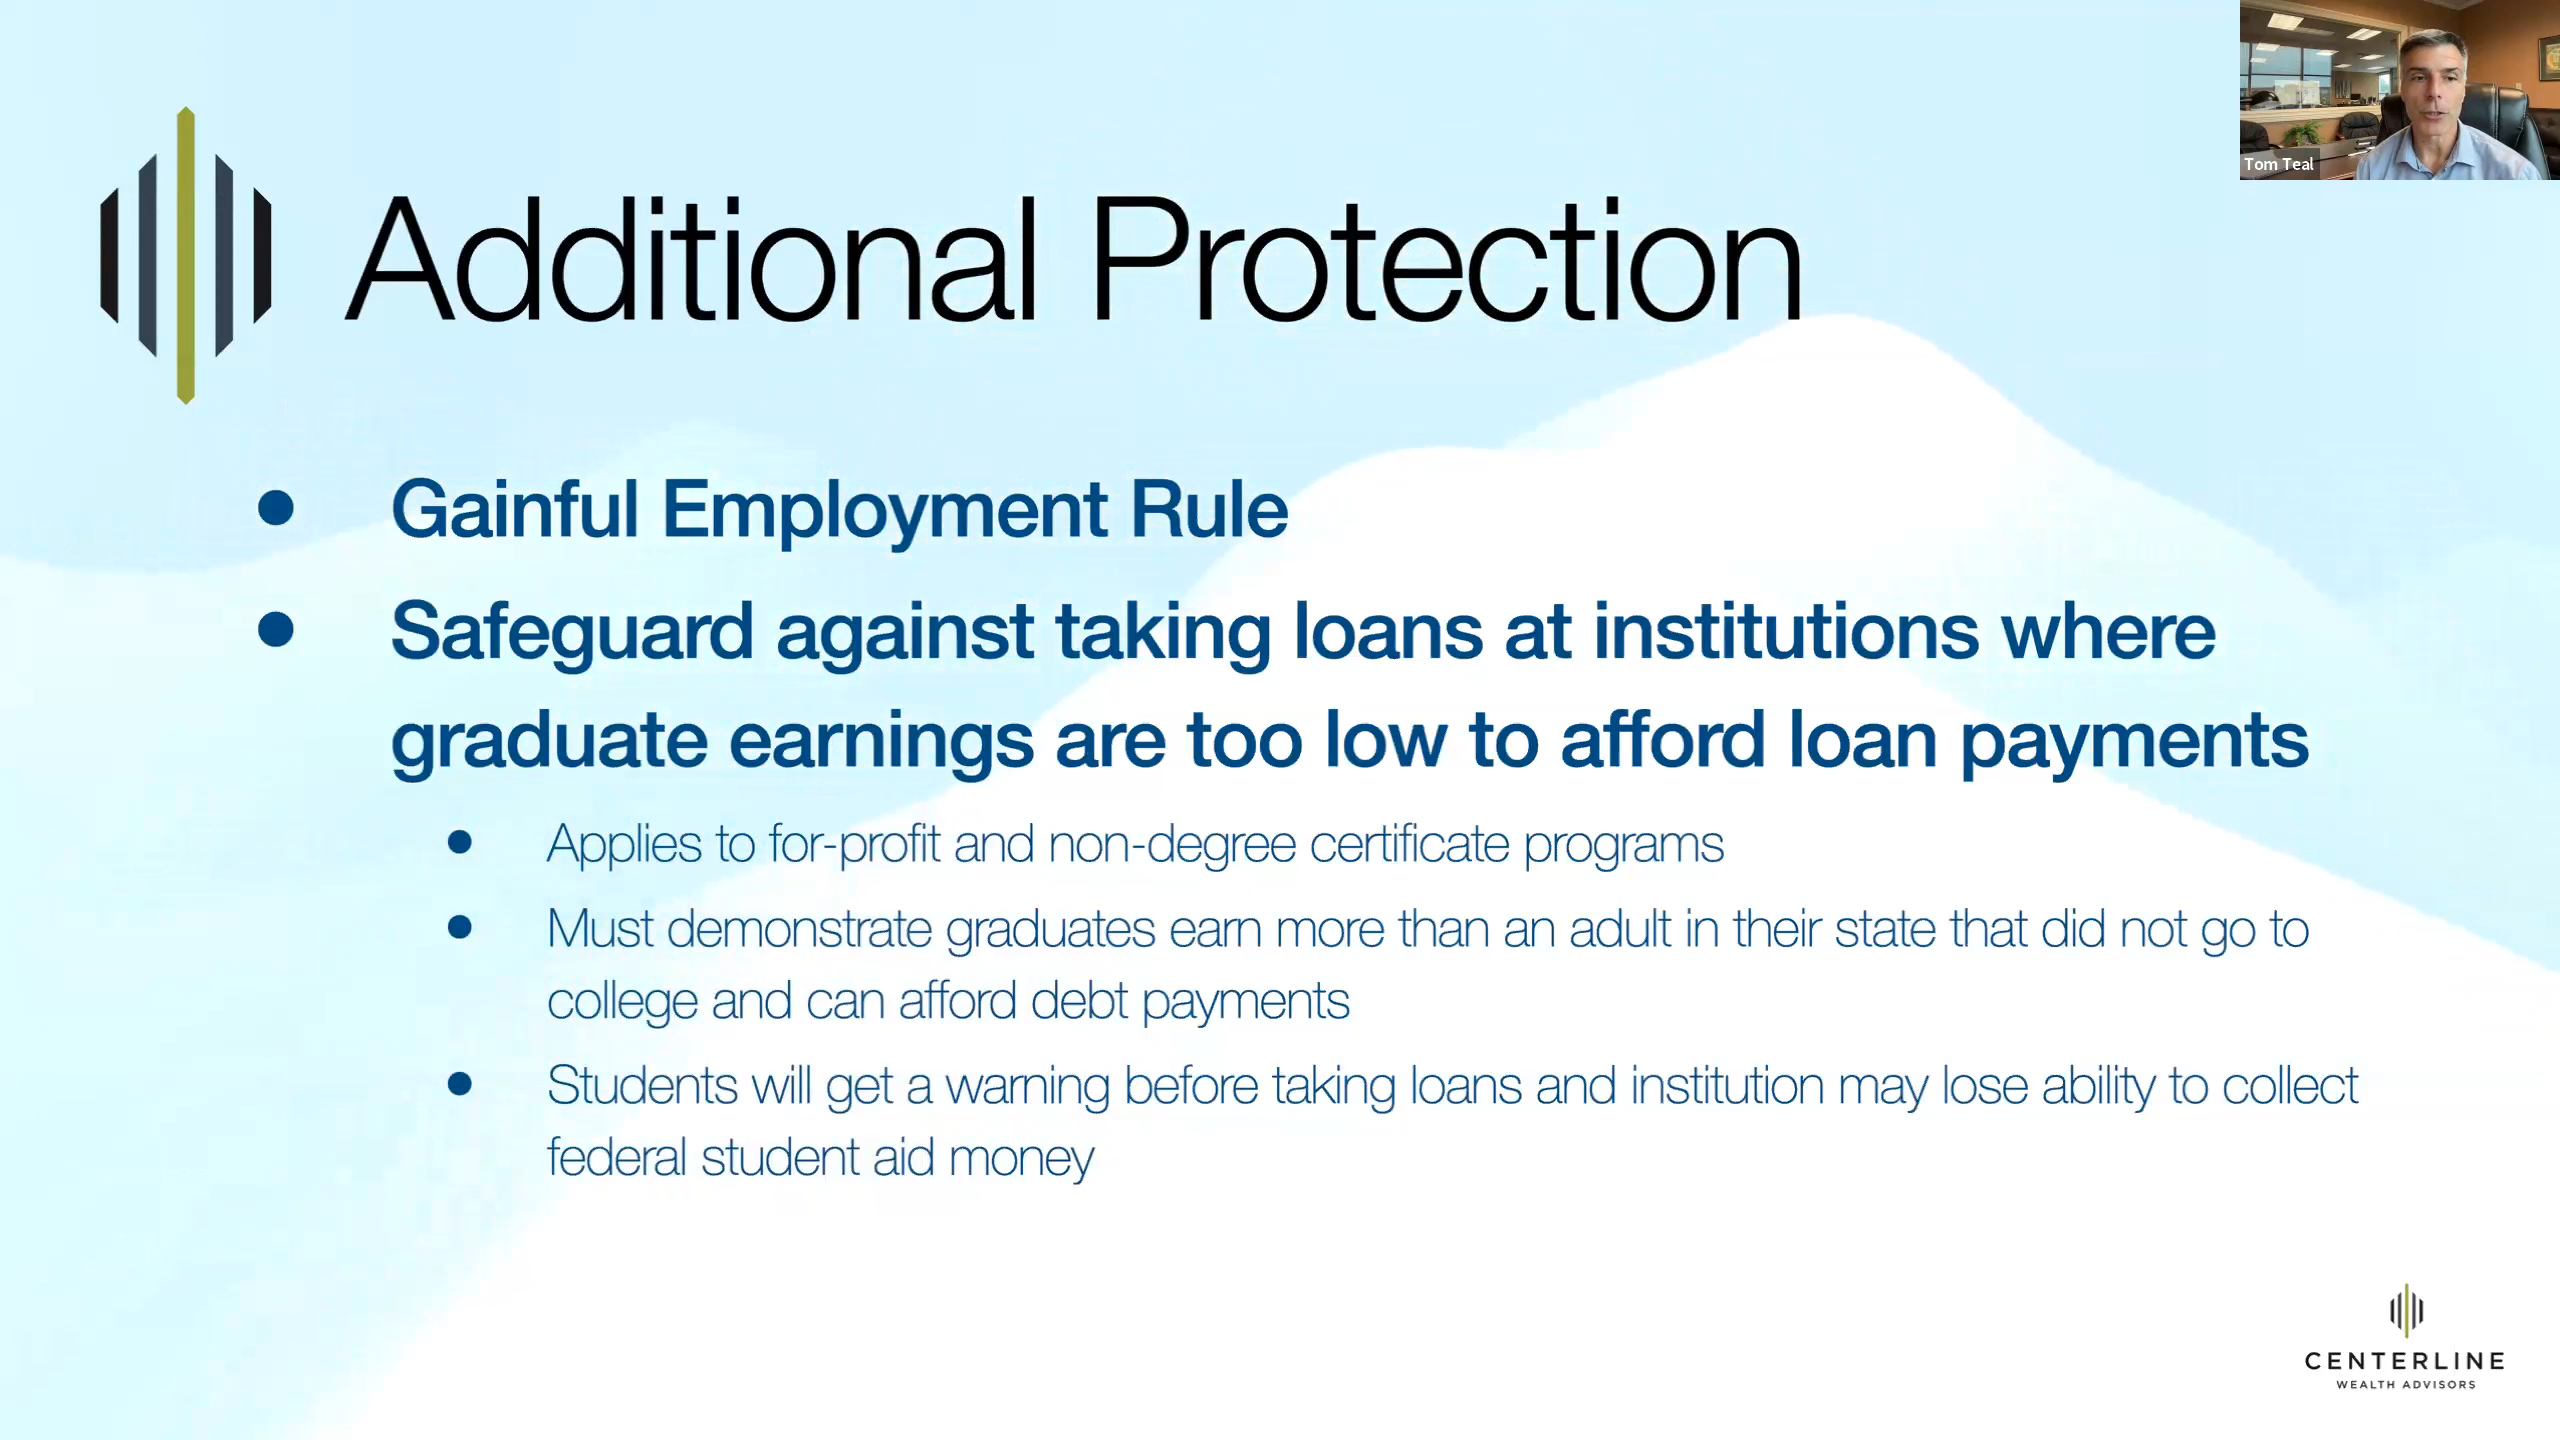 Tom Teal
Additional Protection
• Gainful Employment Rule
• Safeguard against taking loans at institutions where
graduate earnings are too low to afford loan payments
• Applies to for-profit and non-degree certificate programs
• Must demonstrate graduates earn more than an adult in their state that did not go to
college and can afford debt payments
• Students will get a warning before taking loans and institution may lose ability to collect
federal student aid money
CENTERLINE
WEALTH ADVISORS